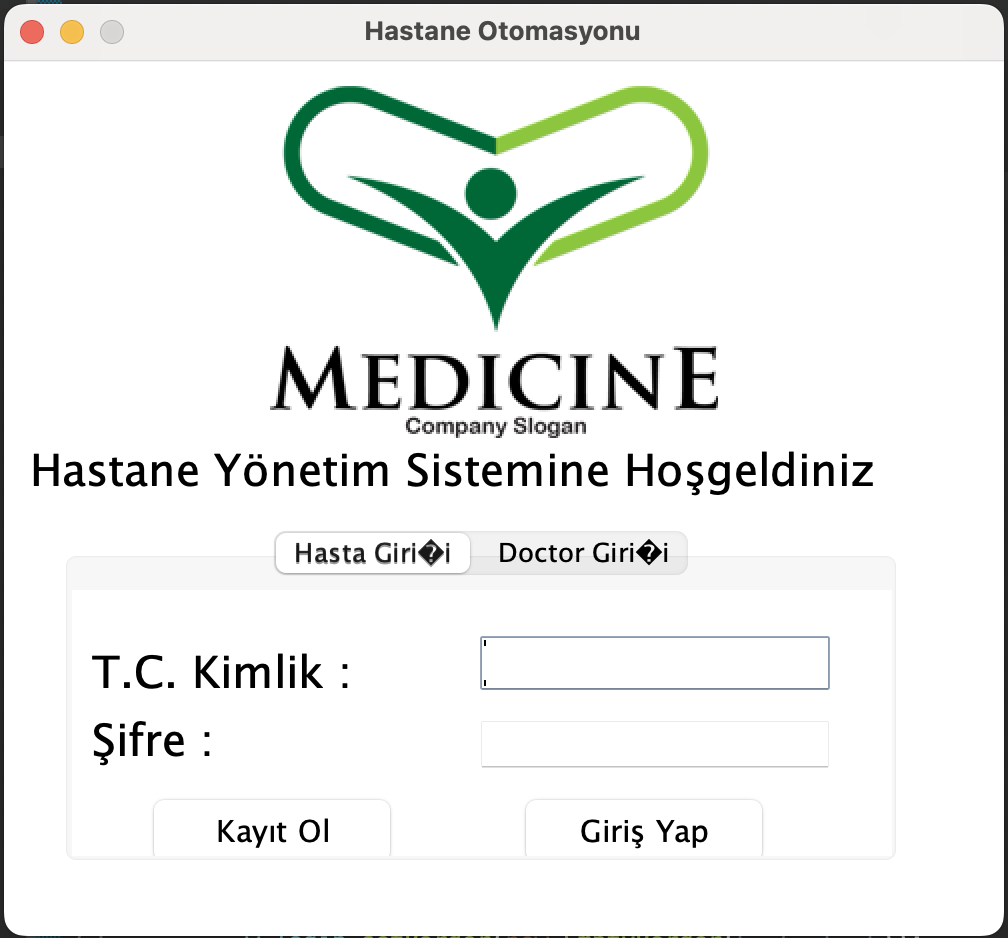 Hastane Otomasyonu
MEDICINE
Company Slogan
Hastane Yönetim Sistemine Hoşgeldiniz
Hasta Giri�i Doctor Giri�i
T.C. Kimlik :
Şifre :
Kayıt Ol Giriş Yap